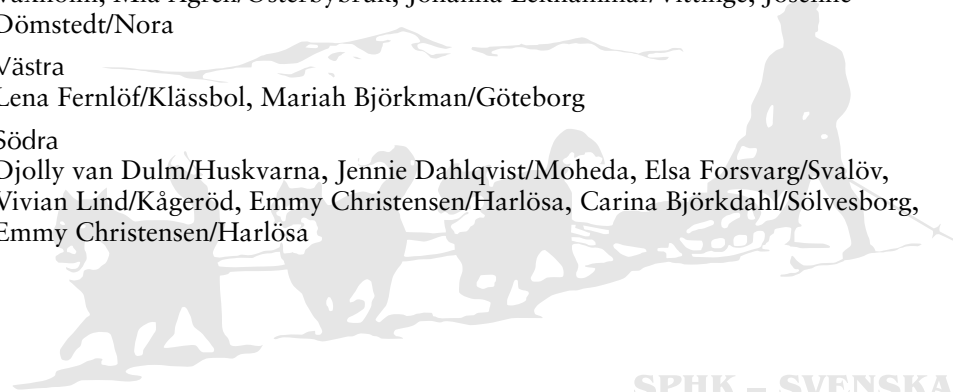 Dömstedt/Nora
Västra
Lena Fernlöf/Klässbol, Mariah Björkman/Göteborg
Södra
Djolly van Dulm/Huskvarna, Jennie Dahlqvist/Moheda, Elsa Forsvarg/Svalöv,
Vivian Lind/Kågeröd, Emmy Christensen/Harlösa, Carina Björkdahl/Sölvesborg,
Emmy Christensen/Harlösa
SPHK – SVENSKA